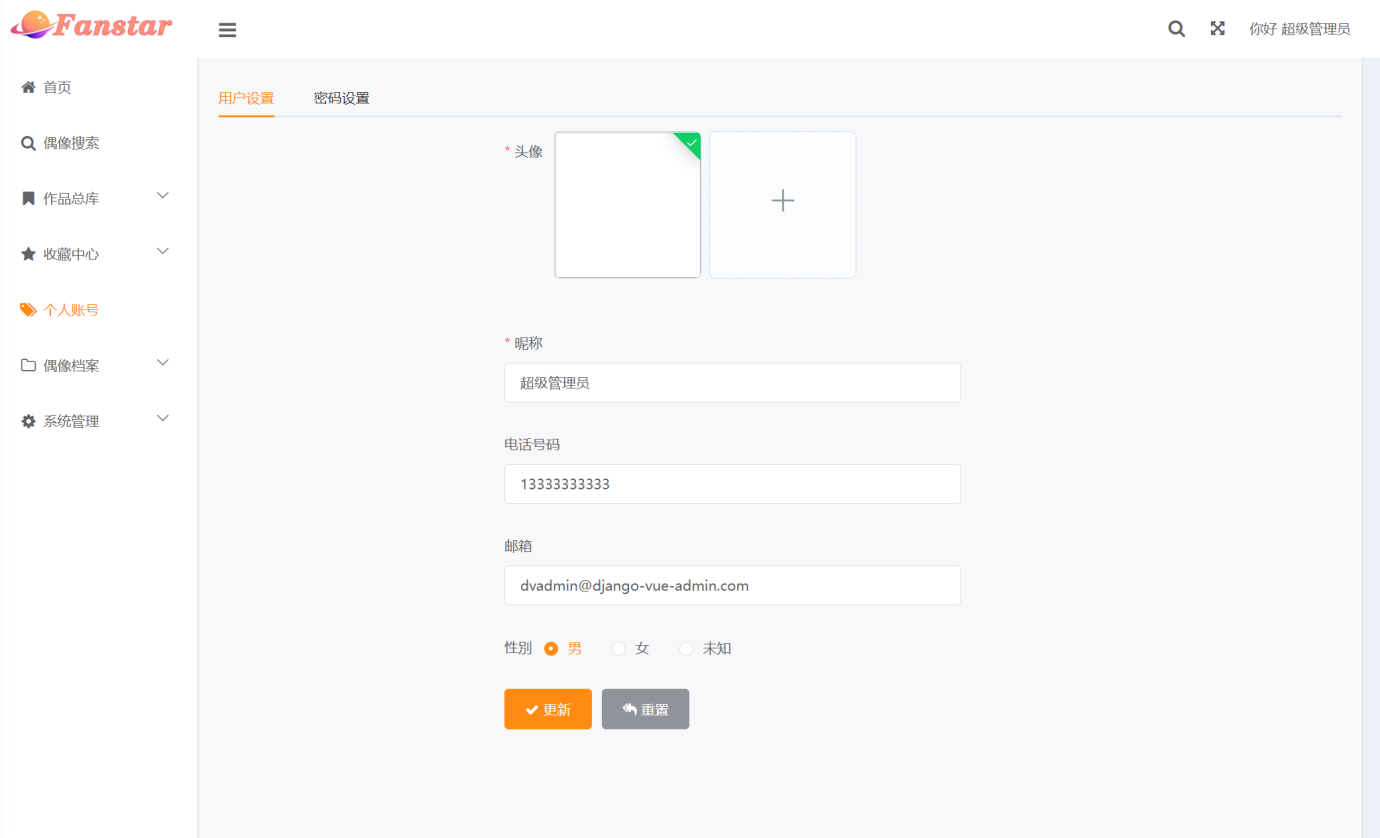 Fanstar
你好 超级管理员
首页
偶像搜索
作品总库
收藏中心
个人账号
偶像档案
系统管理
用户设置
密码设置
* 头像
* 昵称
超级管理员
电话号码
13333333333
邮箱
dvadmin@django-vue-admin.com
性别 男 女 未知
更新 重置